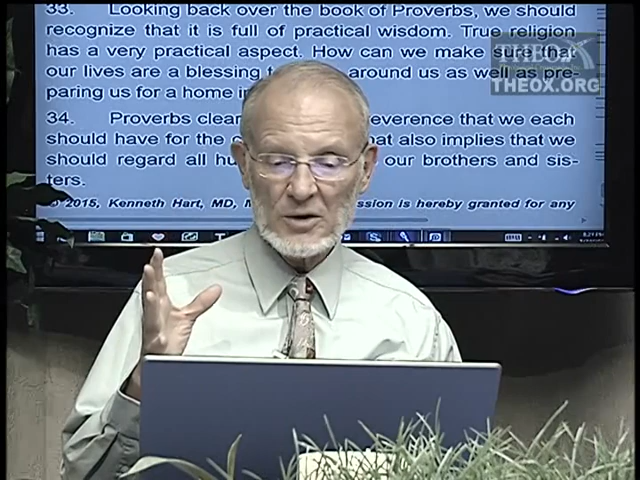 33. Looking back over the book of Proverbs, we should
recognize that it is full of practical wisdom. True religion
has a very practical aspect. How can we make sure that
our lives are a blessing around us as well as pre-
paring us for a home
34. Proverbs everence that we each
should have for the at also implies that we
should regard all our brothers and sis-
ters.
2015, Kenneth Hart, MD, ission is hereby granted for any
THEOX
THEOX.ORG